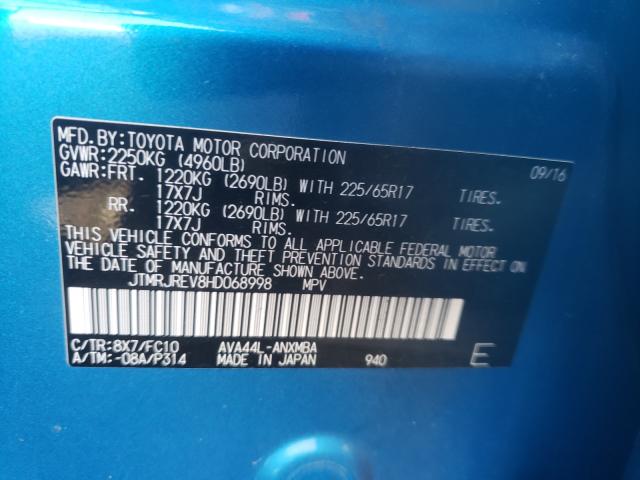 MFD. BY:TOYOTA MOTOR CORPORATION 09/16
GVWR:2250KG (4960LB)
GAWR:FRT. 1220KG (2690LB) WITH 225/65R17 TIRES.
17X7J RIMS.
RR. 1220KG (2690LB) WITH 225/65R17 TIRES.
17X7J RIMS.
THIS VEHICLE CONFORMS TO ALL APPLICABLE FEDERAL MOTOR
VEHICLE SAFETY AND THEFT PREVENTION STANDARDS IN EFFECT ON
THE DATE OF MANUFACTURE SHOWN ABOVE.
JTMRJREV8HD068998 MPV
C/TR:8X7/FC10 AVA44L-ANXMBA
A/TM:-08A/P314 MADE IN JAPAN 940 E